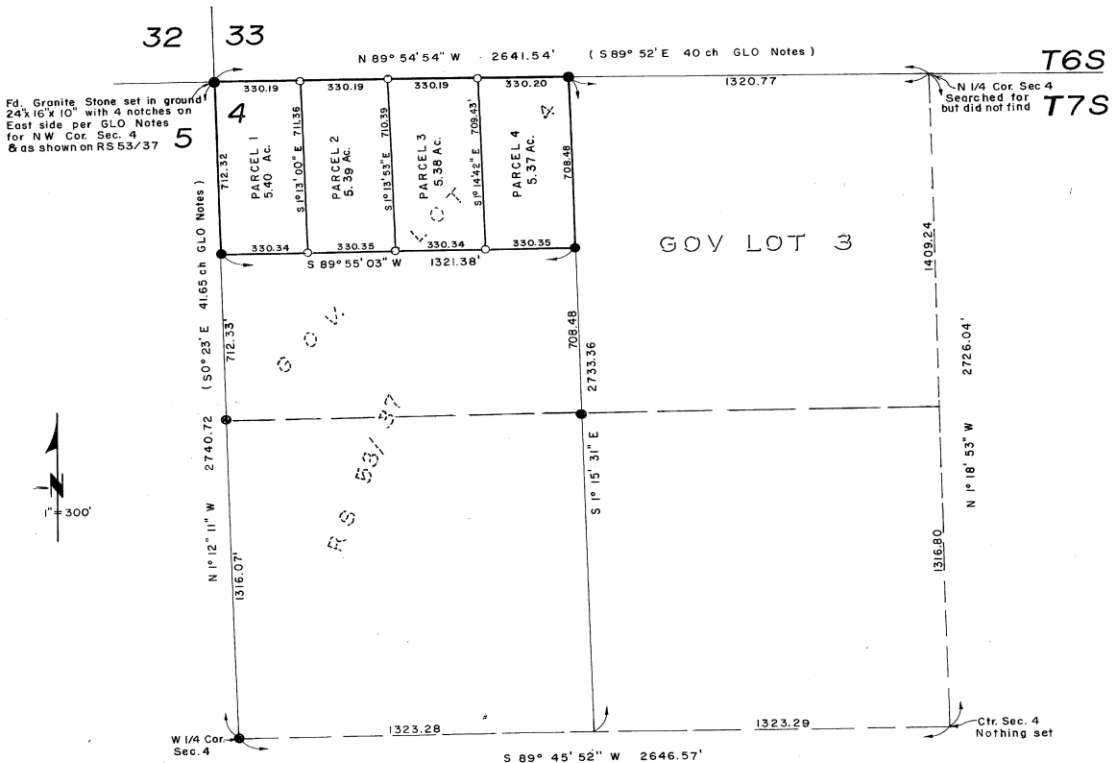 32 33
N 89° 54' 54" W 2641.54' ( S 89° 52' E 40 ch GLO Notes )
T6S
T7S
330.19
330.19
330.19
330.20
1320.77
N 1/4 Cor. Sec 4
Searched for
but did not find
Fd. Granite Stone set in ground
24"x 16"x 10" with 4 notches on
East side per GLO Notes
for NW Cor. Sec. 4
& as shown on RS 53/37
5
4
712.32
PARCEL 1
5.40 Ac.
S 1° 13' 00" E 711.36
PARCEL 2
5.39 Ac.
S 1° 13' 53" E 710.39
PARCEL 3
5.38 Ac.
S 1° 14' 42" E 709.43'
PARCEL 4
5.37 Ac.
708.48
330.34
330.35
330.34
330.35
S 89° 55' 03" W 1321.38'
GOV LOT 4
GOV LOT 3
( S 0° 23' E 41.65 ch GLO Notes )
712.33'
708.48
1409.24
2733.36
2726.04'
RS 53/37
2740.72
N 1° 12' 11" W
1316.07'
S 1° 15' 31" E
N 1° 18' 53" W
1316.80
N
1" = 300'
W 1/4 Cor.
Sec. 4
1323.28
1323.29
Ctr. Sec. 4
Nothing set
S 89° 45' 52" W 2646.57'